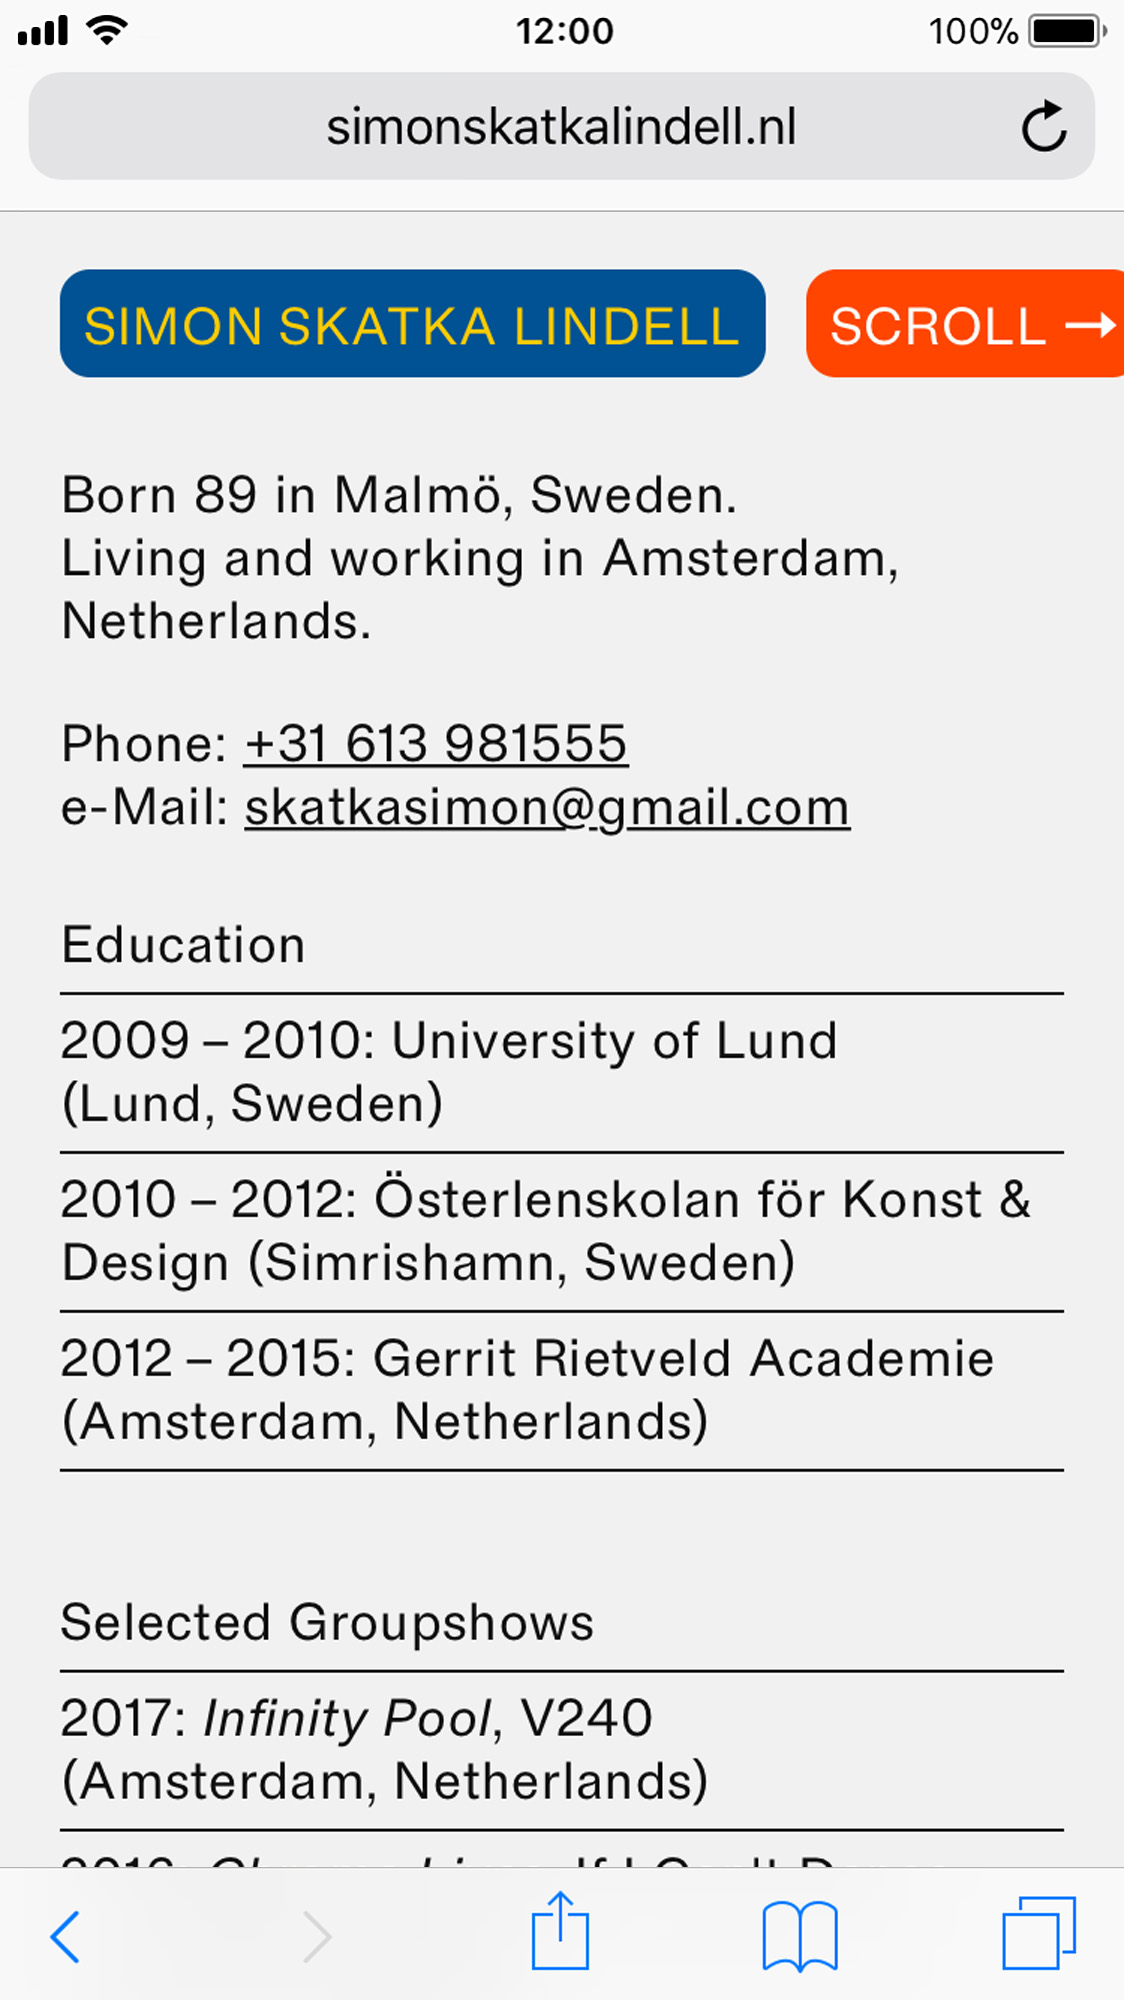 12:00
100%
simonskatkalindell.nl
SIMON SKATKA LINDELL
SCROLL →
Born 89 in Malmö, Sweden.
Living and working in Amsterdam,
Netherlands.
Phone: +31 613 981555
e-Mail: skatkasimon@gmail.com
Education
2009 – 2010: University of Lund
(Lund, Sweden)
2010 – 2012: Österlenskolan för Konst &
Design (Simrishamn, Sweden)
2012 – 2015: Gerrit Rietveld Academie
(Amsterdam, Netherlands)
Selected Groupshows
2017: Infinity Pool, V240
(Amsterdam, Netherlands)